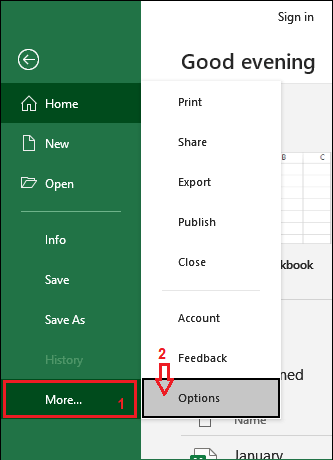 Sign in
Good evening
Home
New
Open
Info
Save
Save As
History
More...
1
Print
Share
Export
Publish
Close
Account
Feedback
2
Options
B
C
kbook
med
Name
January